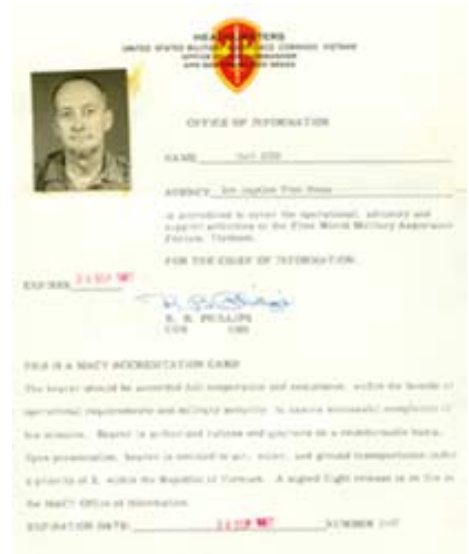 HEADQUARTERS
UNITED STATES MILITARY ASSISTANCE COMMAND, VIETNAM
OFFICE OF INFORMATION
NAME
AGENCY Free Press
is accredited to cover the operational, advisory and
support activities of the Free World Military Assistance
Forces, Vietnam.
FOR THE CHIEF OF INFORMATION:
EXPIRES SEP 1967
R. B. PHILLIPS
THIS IS A MACV ACCREDITATION CARD
The bearer should be accorded full cooperation and assistance, within the bounds of
operational requirements and military security, to ensure successful completion of
his mission. Bearer is authorized rations and quarters on a reimbursable basis.
Upon presentation, bearer is entitled to air, water, and ground transportation under
a priority of 3, within the Republic of Vietnam. A signed flight release is on file in
the MACV Office of Information.
EXPIRATION DATE: SEP 1967 NUMBER